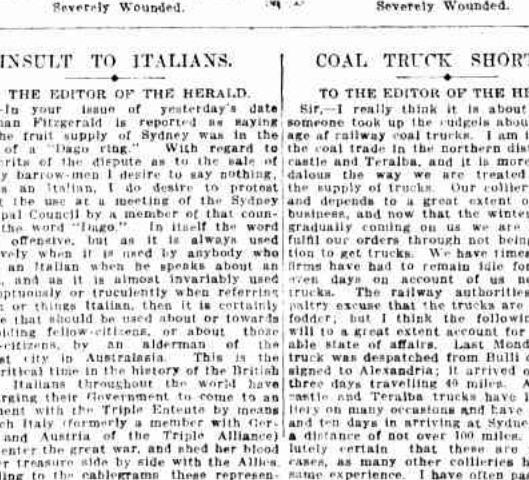 Severely Wounded.
INSULT TO ITALIANS.
THE EDITOR OF THE HERALD.
-In your issue of yesterday's date
man Fitzgerald is reported as saying
he fruit supply of Sydney was in the
of a "Dago ring." With regard to
erits of the dispute as to the sale of
y barrow-men I desire to say nothing,
s an Italian, I do desire to protest
t the use at a meeting of the Sydney
pal Council by a member of that coun-
the word "Dago." In itself the word
offensive, but as it is always used
vely when it is used by anybody who
an Italian when he speaks about an
, and as it is almost invariably used
ptuously or truculently when referring
or things Italian, then it is certainly
e that should be used about or towards
lding fellow-citizens, or about those
-citizens, by an alderman of the
st city in Australasia. This is the
ritical time in the history of the British
Italians throughout the world have
rging their Government to come to an
ment with the Triple Entente by means
ch Italy (formerly a member with Ger-
and Austria of the Triple Alliance)
enter the great war, and shed her blood
r treasure side by side with the Allies.
ding to the cablegrams these represen-
Severely Wounded.
COAL TRUCK SHORT
TO THE EDITOR OF THE HE
Sir,—I really think it is about
someone took up the cudgels abou
age af railway coal trucks. I am i
the coal trade in the northern dist
castle and Teralba, and it is more
dalous the way we are treated
the supply of trucks. Our collier
and depends to a great extent o
business, and now that the winter
gradually coming on us we are
fulfil our orders through not bein
tion to get trucks. We have times
firms have had to remain idle for
even days on account of us no
trucks. The railway authorities
paltry excuse that the trucks are
fodder; but I think the followin
will to a great extent account for
able state of affairs. Last Mond
truck was despatched from Bulli c
signed to Alexandria; it arrived o
three days travelling 40 miles. A
castle and Teralba trucks have l
llery on many occasions and have
and ten days in arriving at Sydne
a distance of not over 100 miles.
lutely certain that these are
cases, as many other collieries h
same experience. I have often pas